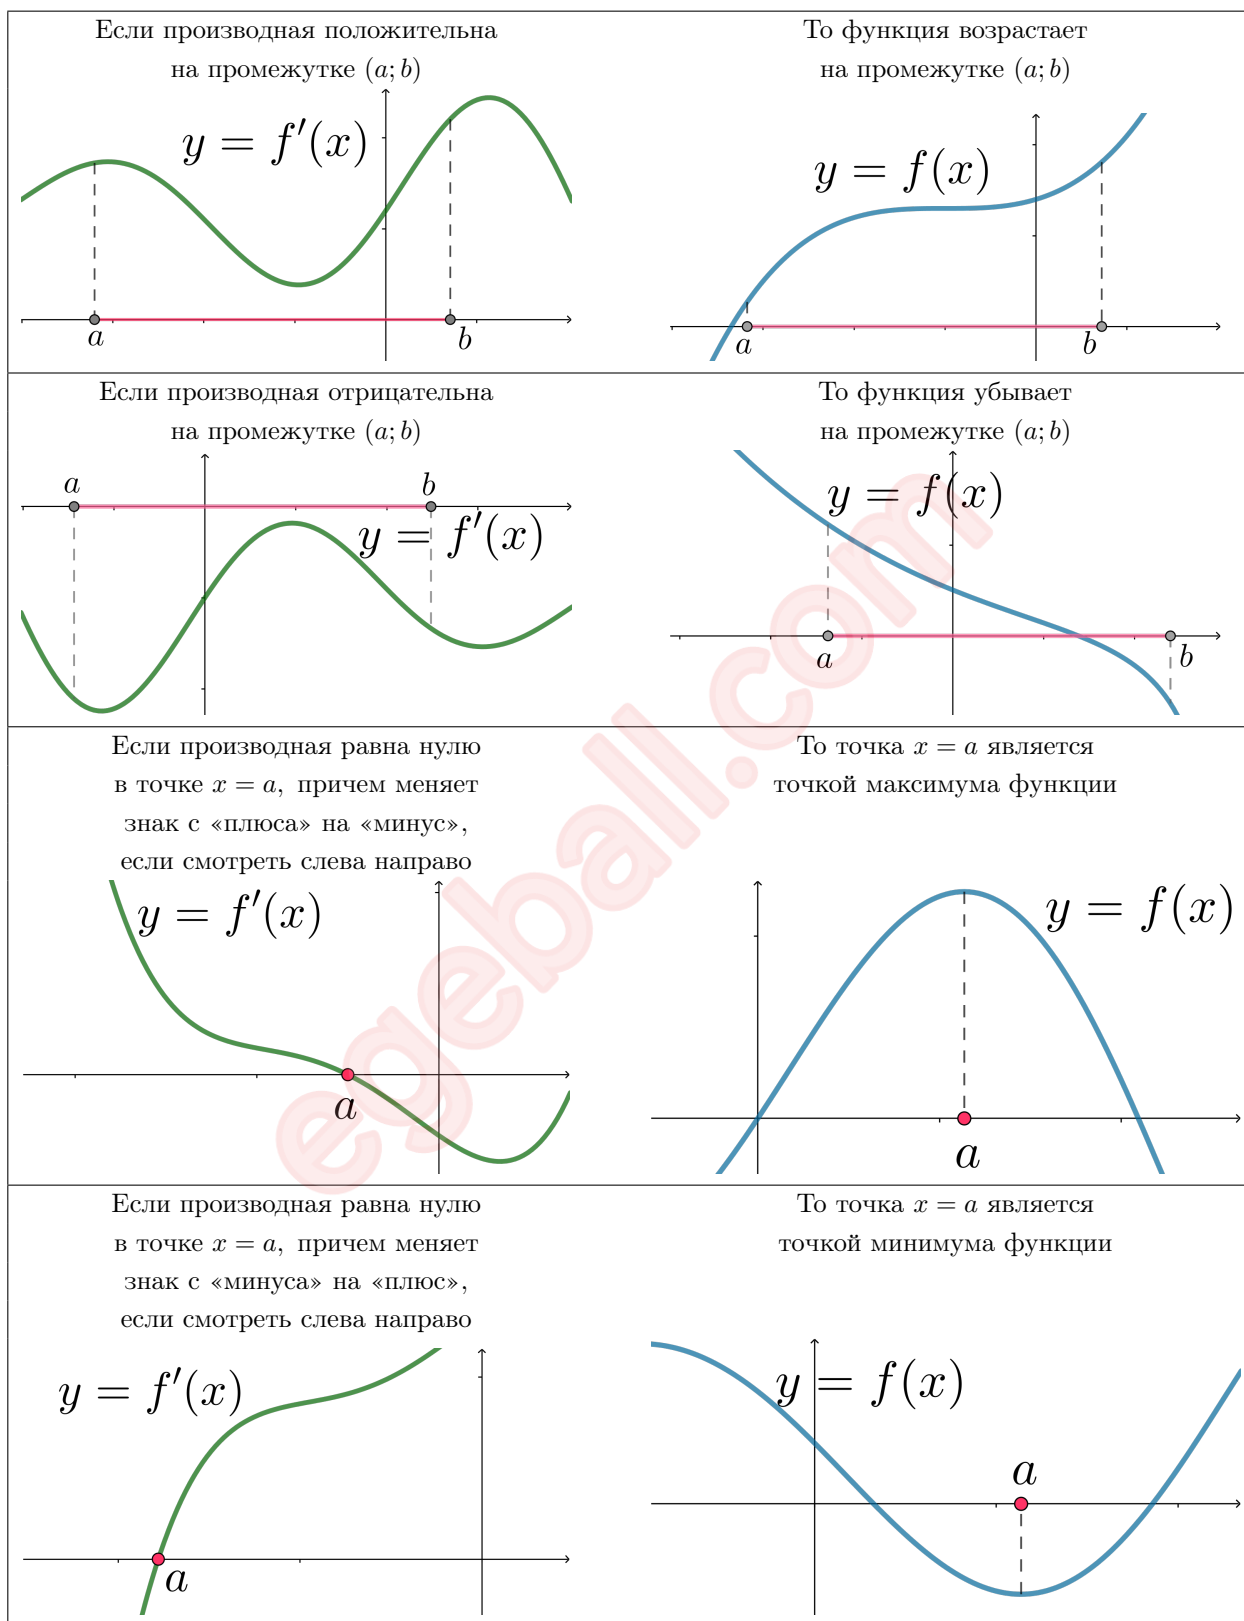 Если производная положительна
на промежутке (a; b)
y = f′(x)
a
b
То функция возрастает
на промежутке (a; b)
y = f(x)
a
b
Если производная отрицательна
на промежутке (a; b)
a
b
y = f′(x)
То функция убывает
на промежутке (a; b)
y = f(x)
a
b
Если производная равна нулю
в точке x = a, причем меняет
знак с «плюса» на «минус»,
если смотреть слева направо
y = f′(x)
a
То точка x = a является
точкой максимума функции
y = f(x)
a
Если производная равна нулю
в точке x = a, причем меняет
знак с «минуса» на «плюс»,
если смотреть слева направо
y = f′(x)
a
То точка x = a является
точкой минимума функции
y = f(x)
a
egeball.com